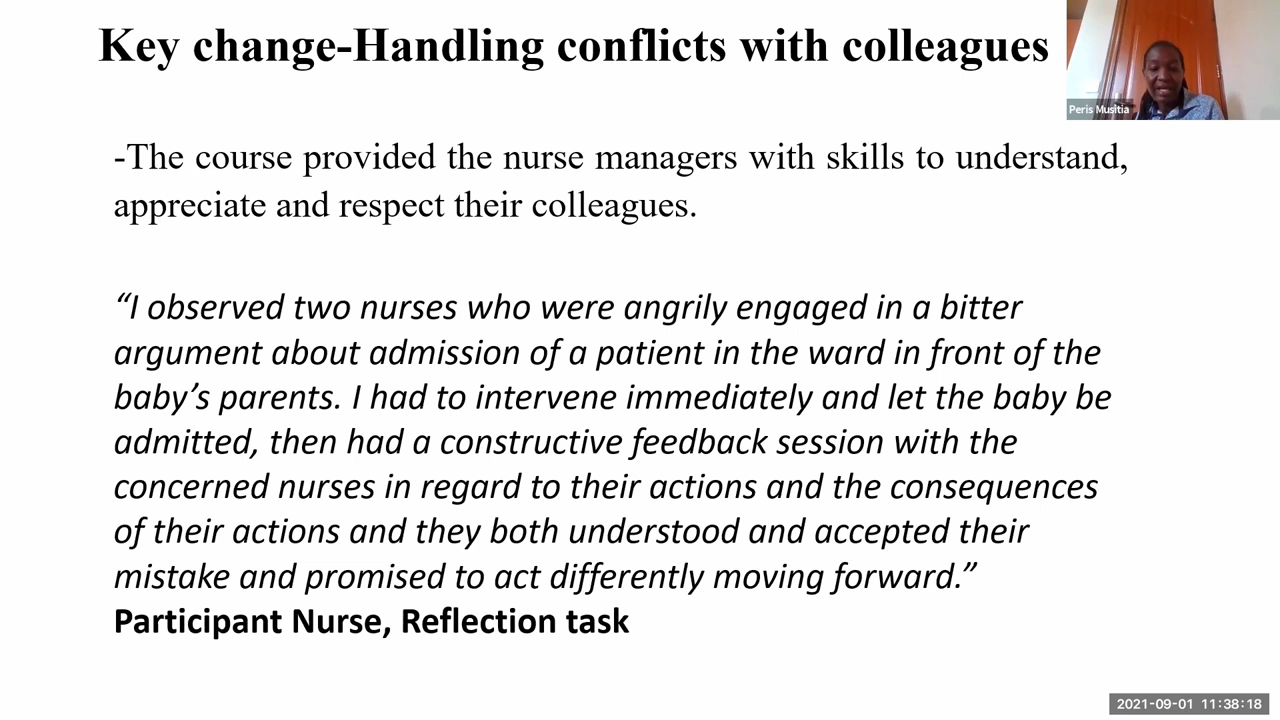 Key change-Handling conflicts with colleagues
Peris Musitia
-The course provided the nurse managers with skills to understand,
appreciate and respect their colleagues.
“I observed two nurses who were angrily engaged in a bitter
argument about admission of a patient in the ward in front of the
baby’s parents. I had to intervene immediately and let the baby be
admitted, then had a constructive feedback session with the
concerned nurses in regard to their actions and the consequences
of their actions and they both understood and accepted their
mistake and promised to act differently moving forward.”
Participant Nurse, Reflection task
2021-09-01 11:38:18